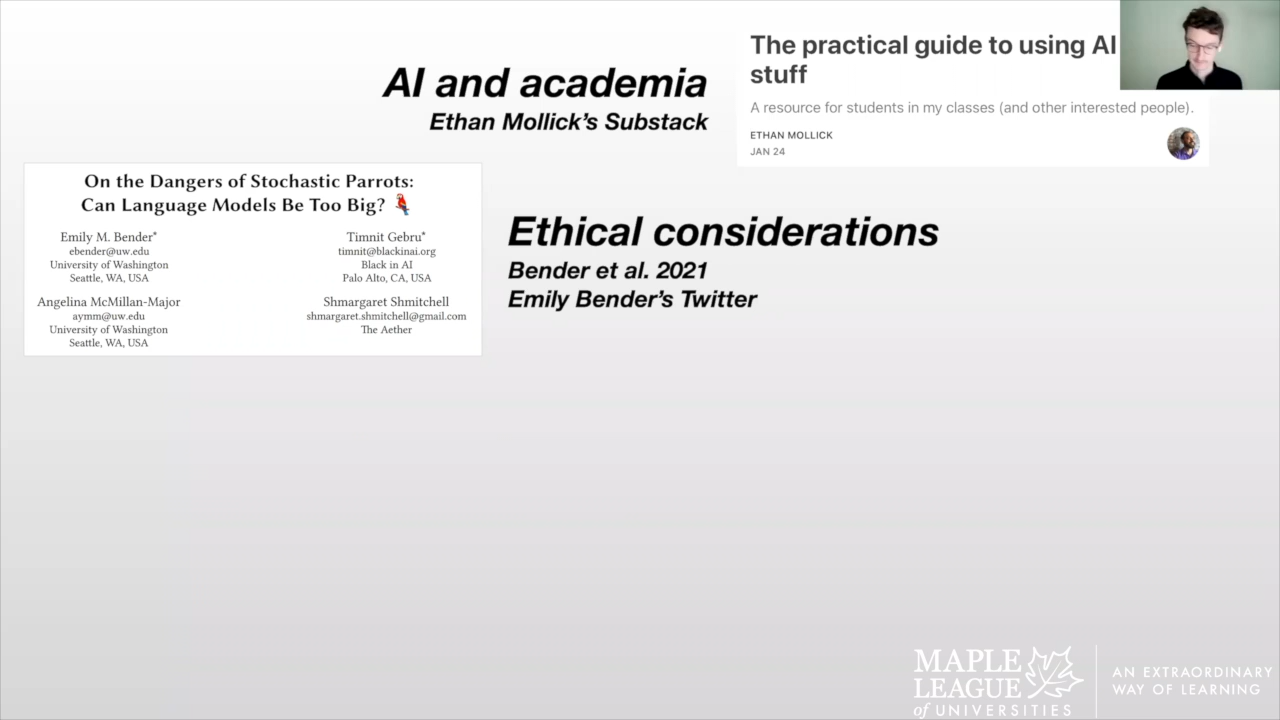 AI and academia
Ethan Mollick's Substack
The practical guide to using AI
stuff
A resource for students in my classes (and other interested people).
ETHAN MOLLICK
JAN 24
On the Dangers of Stochastic Parrots:
Can Language Models Be Too Big? 🦜
Emily M. Bender*
ebender@uw.edu
University of Washington
Seattle, WA, USA
Timnit Gebru*
timnit@blackinai.org
Black in AI
Palo Alto, CA, USA
Angelina McMillan-Major
aymm@uw.edu
University of Washington
Seattle, WA, USA
Shmargaret Shmitchell
shmargaret.shmitchell@gmail.com
The Aether
Ethical considerations
Bender et al. 2021
Emily Bender's Twitter
MAPLE
LEAGUE
of UNIVERSITIES
AN EXTRAORDINARY
WAY OF LEARNING